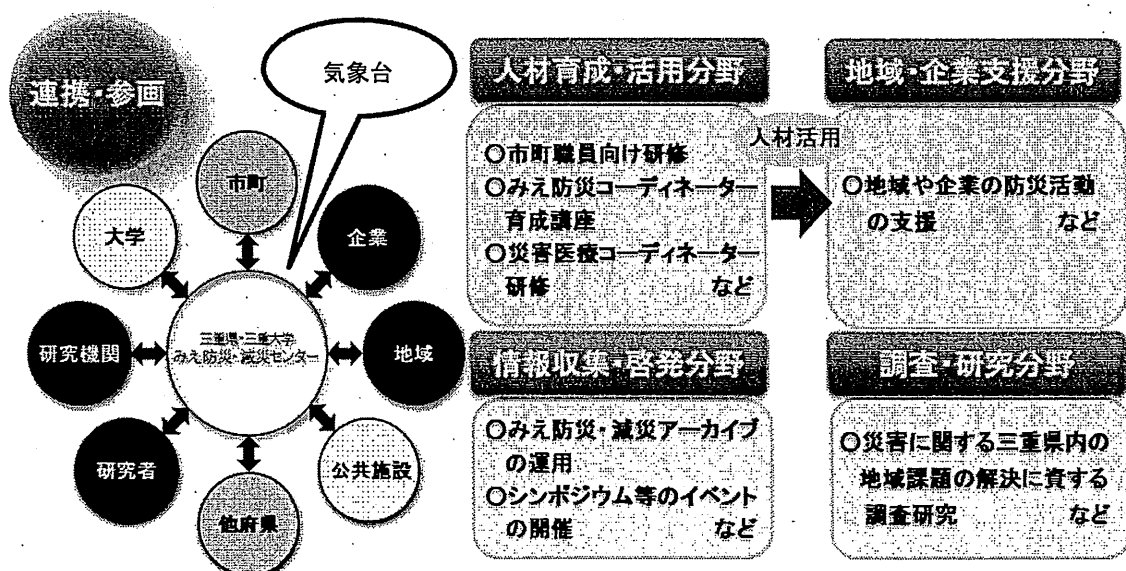 連携・参画
気象台
市町
大学
企業
研究機関
三重県・三重大学
みえ防災・減災センター
地域
研究者
公共施設
他府県
人材育成・活用分野
○市町職員向け研修
○みえ防災コーディネーター
育成講座
○災害医療コーディネーター
研修 など
人材活用
地域・企業支援分野
○地域や企業の防災活動
の支援 など
情報収集・啓発分野
○みえ防災・減災アーカイブ
の運用
○シンポジウム等のイベント
の開催 など
調査・研究分野
○災害に関する三重県内の
地域課題の解決に資する
調査研究 など